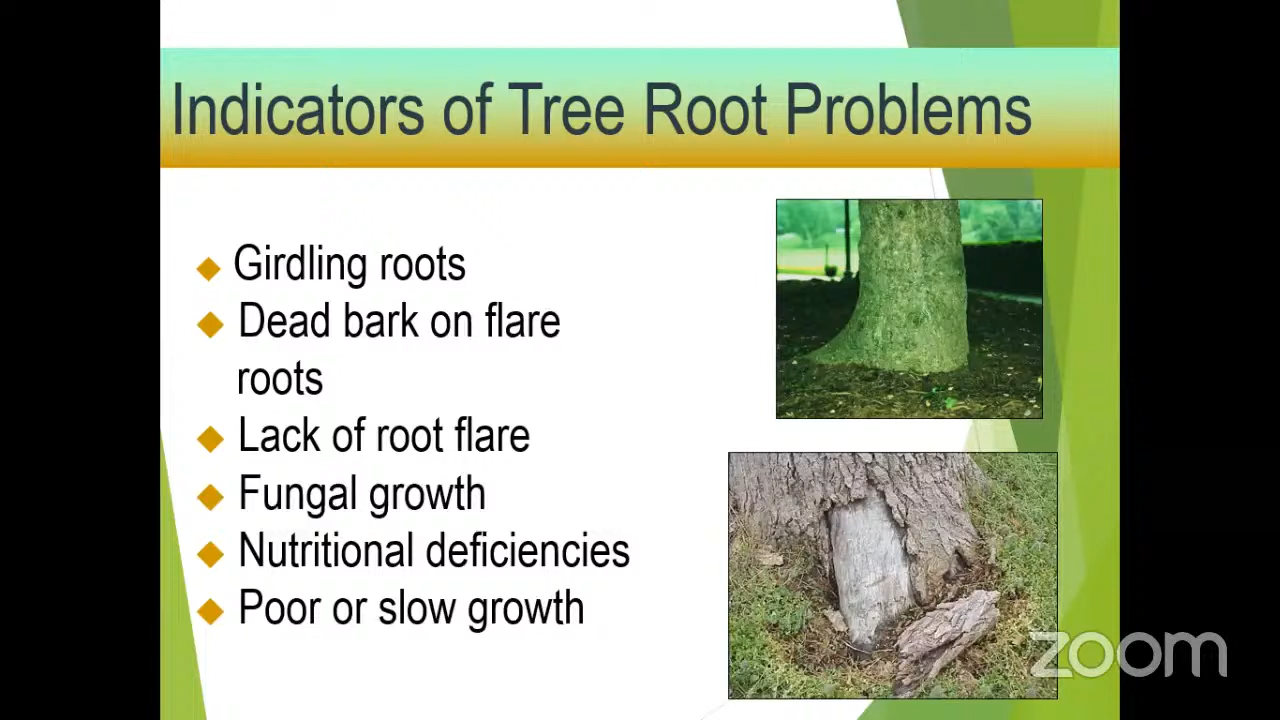 Indicators of Tree Root Problems
Girdling roots
Dead bark on flare
roots
Lack of root flare
Fungal growth
Nutritional deficiencies
Poor or slow growth
zoom